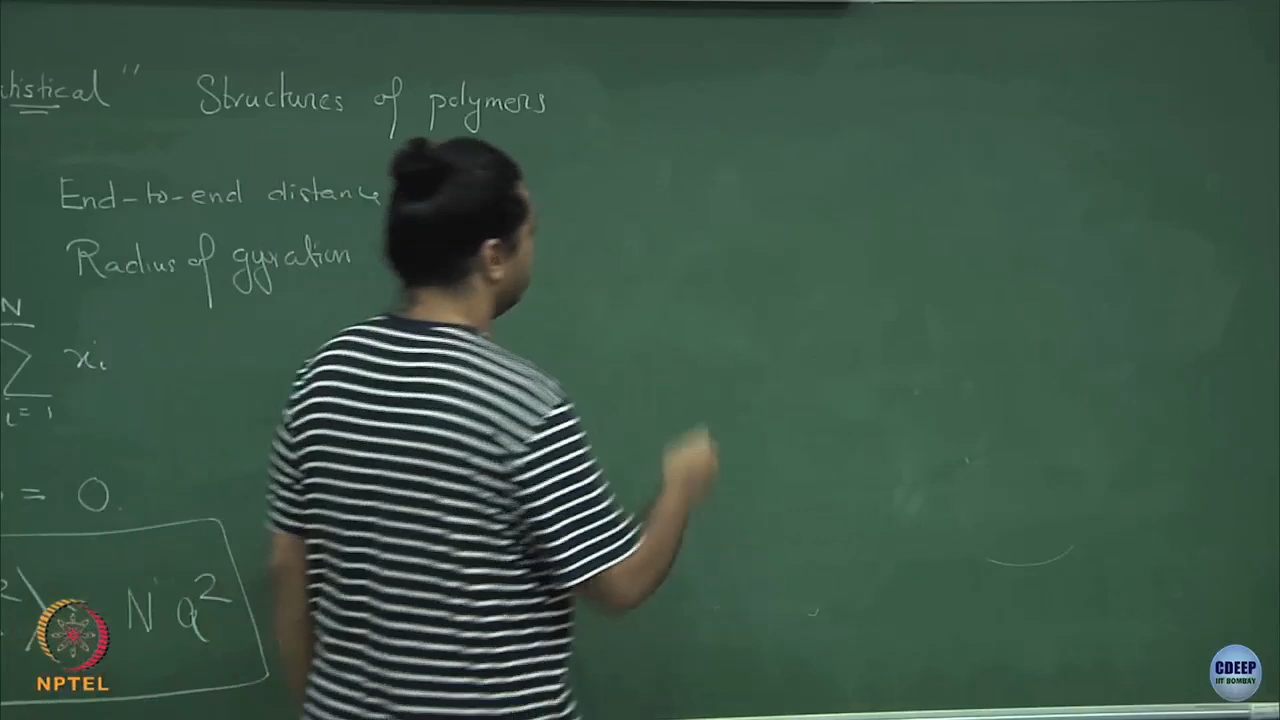 tistical" Structures of polymers
End-to-end distance
Radius of gyration
N
∑ xi
i=1
= 0.
2⟩ N a²
NPTEL
CDEEP
IIT BOMBAY